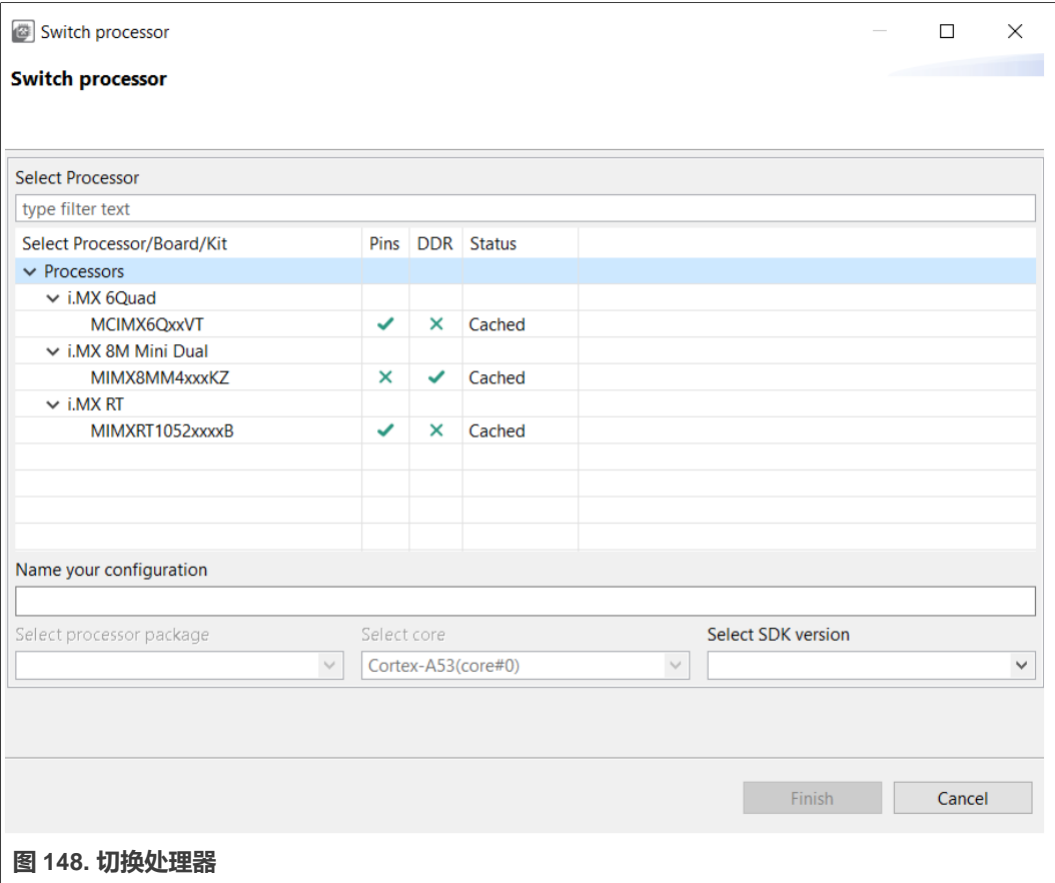 Switch processor
Switch processor
Select Processor
type filter text
Select Processor/Board/Kit Pins DDR Status
Processors
i.MX 6Quad
MCIMX6QxxVT Cached
i.MX 8M Mini Dual
MIMX8MM4xxxKZ Cached
i.MX RT
MIMXRT1052xxxxB Cached
Name your configuration
Select processor package Select core Select SDK version
Cortex-A53(core#0)
Finish Cancel
图 148. 切换处理器